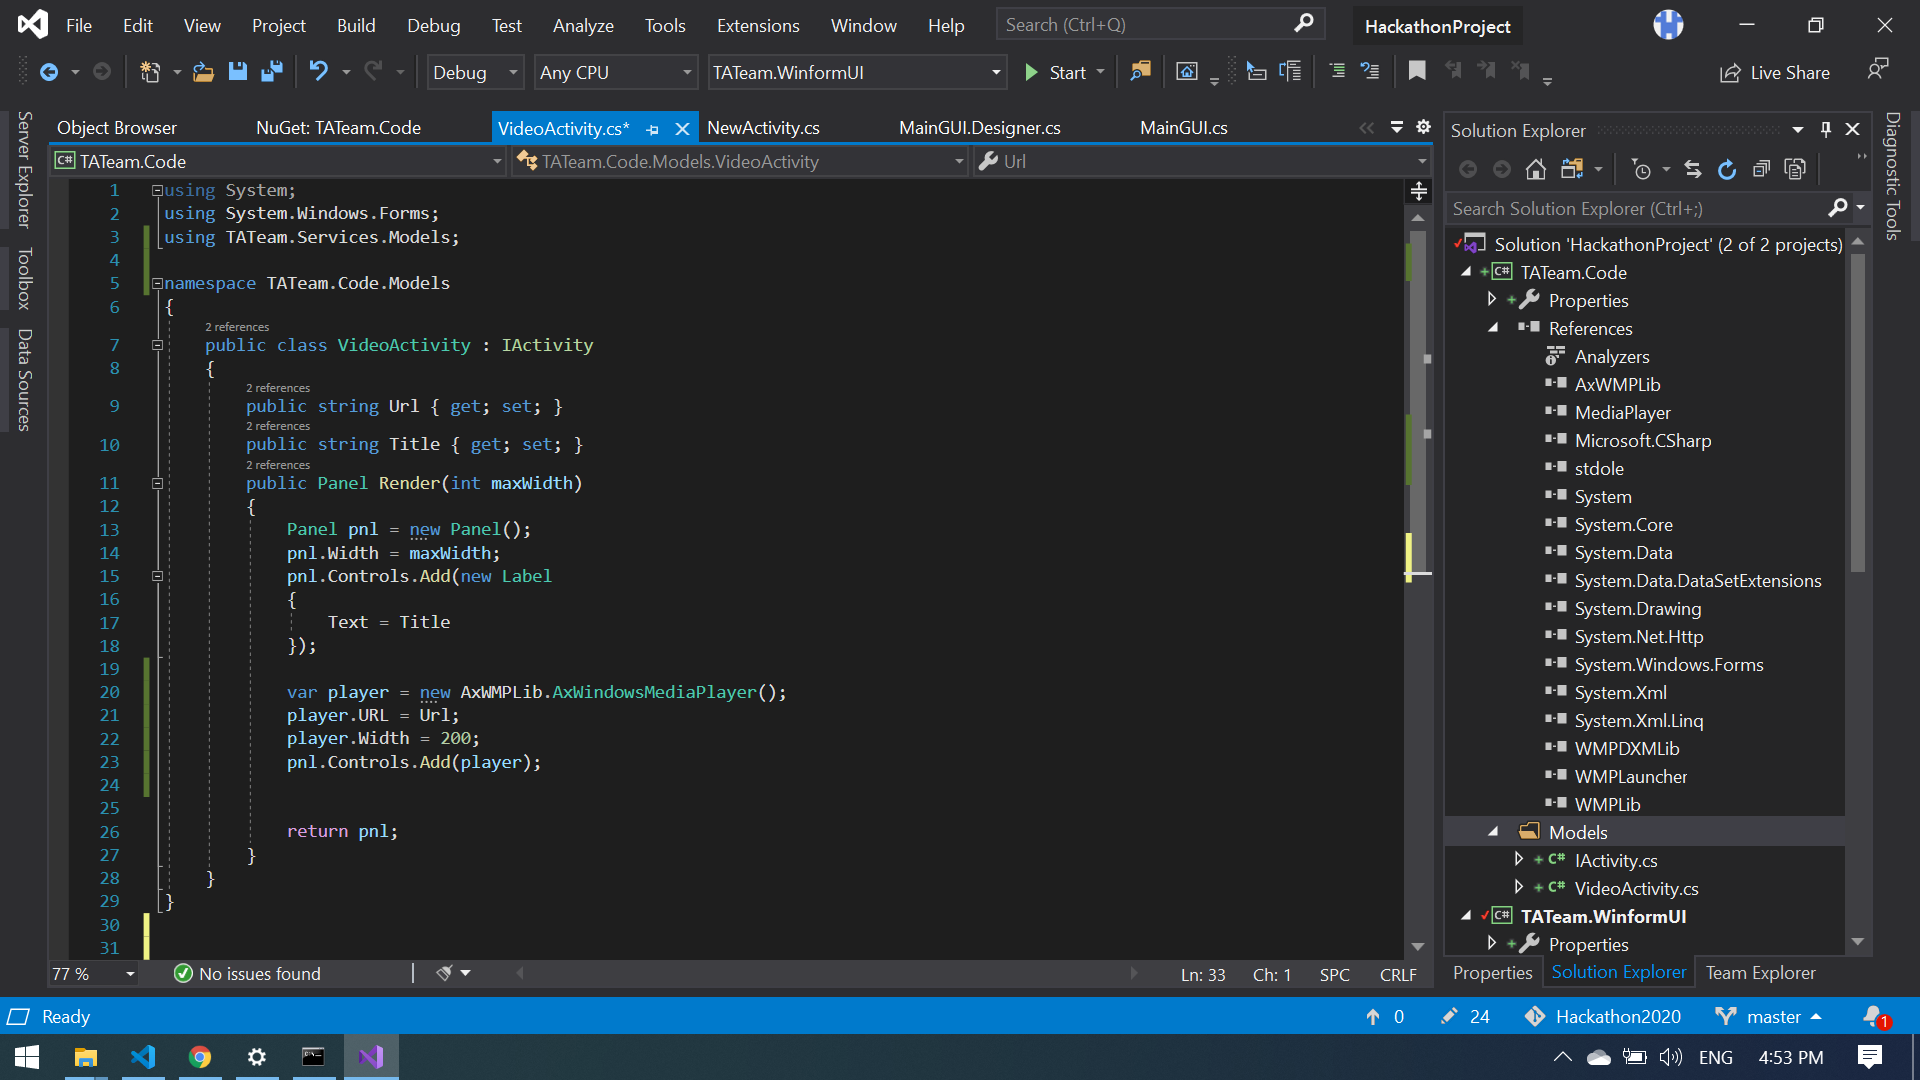 File Edit View Project Build Debug Test Analyze Tools Extensions Window Help Search (Ctrl+Q) HackathonProject
Debug Any CPU TATeam.WinformUI Start Live Share
Server Explorer
Toolbox
Data Sources
Object Browser NuGet: TATeam.Code VideoActivity.cs* NewActivity.cs MainGUI.Designer.cs MainGUI.cs
C# TATeam.Code TATeam.Code.Models.VideoActivity Url
1 using System;
2 using System.Windows.Forms;
3 using TATeam.Services.Models;
4
5 namespace TATeam.Code.Models
6 {
2 references
7 public class VideoActivity : IActivity
8 {
2 references
9 public string Url { get; set; }
2 references
10 public string Title { get; set; }
2 references
11 public Panel Render(int maxWidth)
12 {
13 Panel pnl = new Panel();
14 pnl.Width = maxWidth;
15 pnl.Controls.Add(new Label
16 {
17 Text = Title
18 });
19
20 var player = new AxWMPLib.AxWindowsMediaPlayer();
21 player.URL = Url;
22 player.Width = 200;
23 pnl.Controls.Add(player);
24
25
26 return pnl;
27 }
28 }
29 }
30
31
77 % No issues found Ln: 33 Ch: 1 SPC CRLF
Solution Explorer
Search Solution Explorer (Ctrl+;)
Solution 'HackathonProject' (2 of 2 projects)
C# TATeam.Code
Properties
References
Analyzers
AxWMPLib
MediaPlayer
Microsoft.CSharp
stdole
System
System.Core
System.Data
System.Data.DataSetExtensions
System.Drawing
System.Net.Http
System.Windows.Forms
System.Xml
System.Xml.Linq
WMPDXMLib
WMPLauncher
WMPLib
Models
C# IActivity.cs
C# VideoActivity.cs
C# TATeam.WinformUI
Properties
Properties Solution Explorer Team Explorer
Diagnostic Tools
Ready 0 24 Hackathon2020 master 1
ENG 4:53 PM